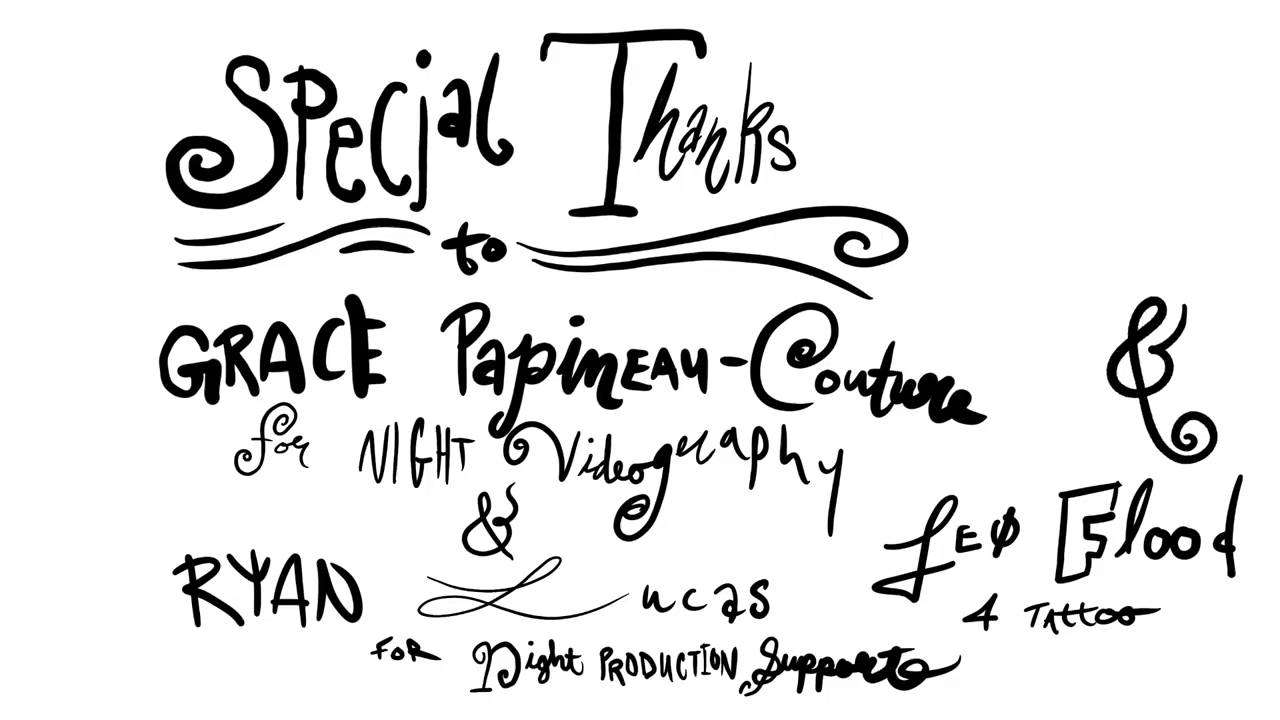 Special Thanks
to
GRACE Papineau-Couture
for NIGHT Videography
&
RYAN Lucas
FOR Night PRODUCTION Support
&
LEO Flood
4 Tattoo